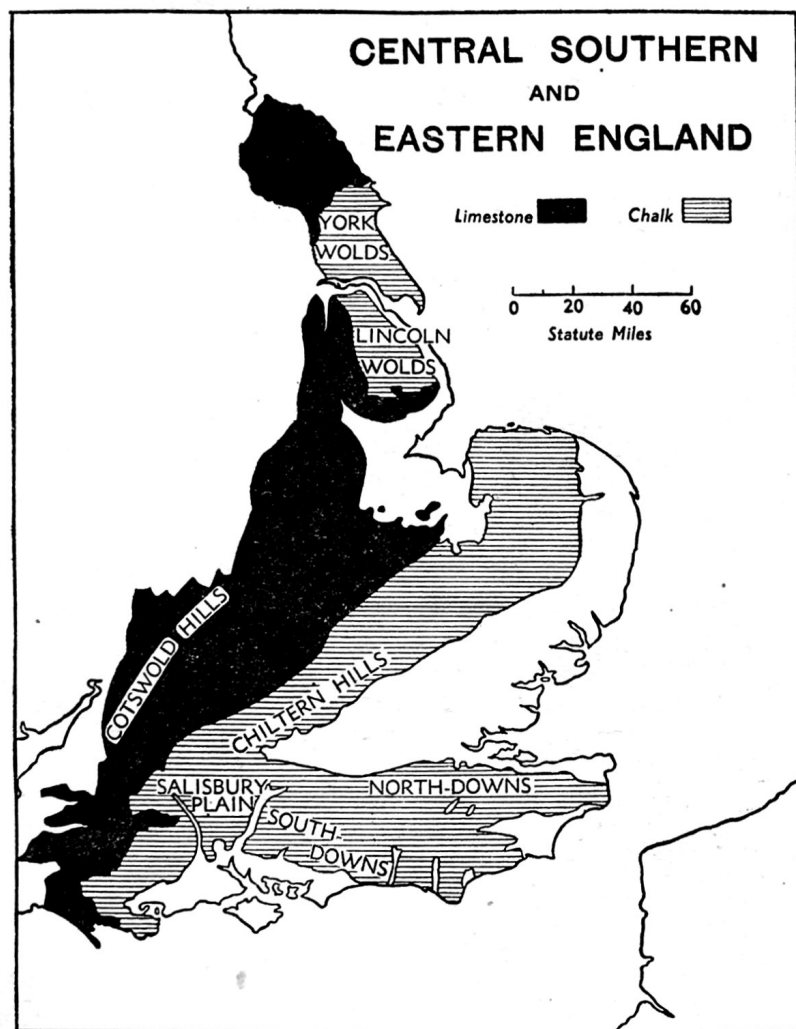 CENTRAL SOUTHERN
AND
EASTERN ENGLAND
Limestone Chalk
0 20 40 60
Statute Miles
YORK
WOLDS
LINCOLN
WOLDS
COTSWOLD HILLS
CHILTERN HILLS
SALISBURY
PLAIN
NORTH-DOWNS
SOUTH-
DOWNS